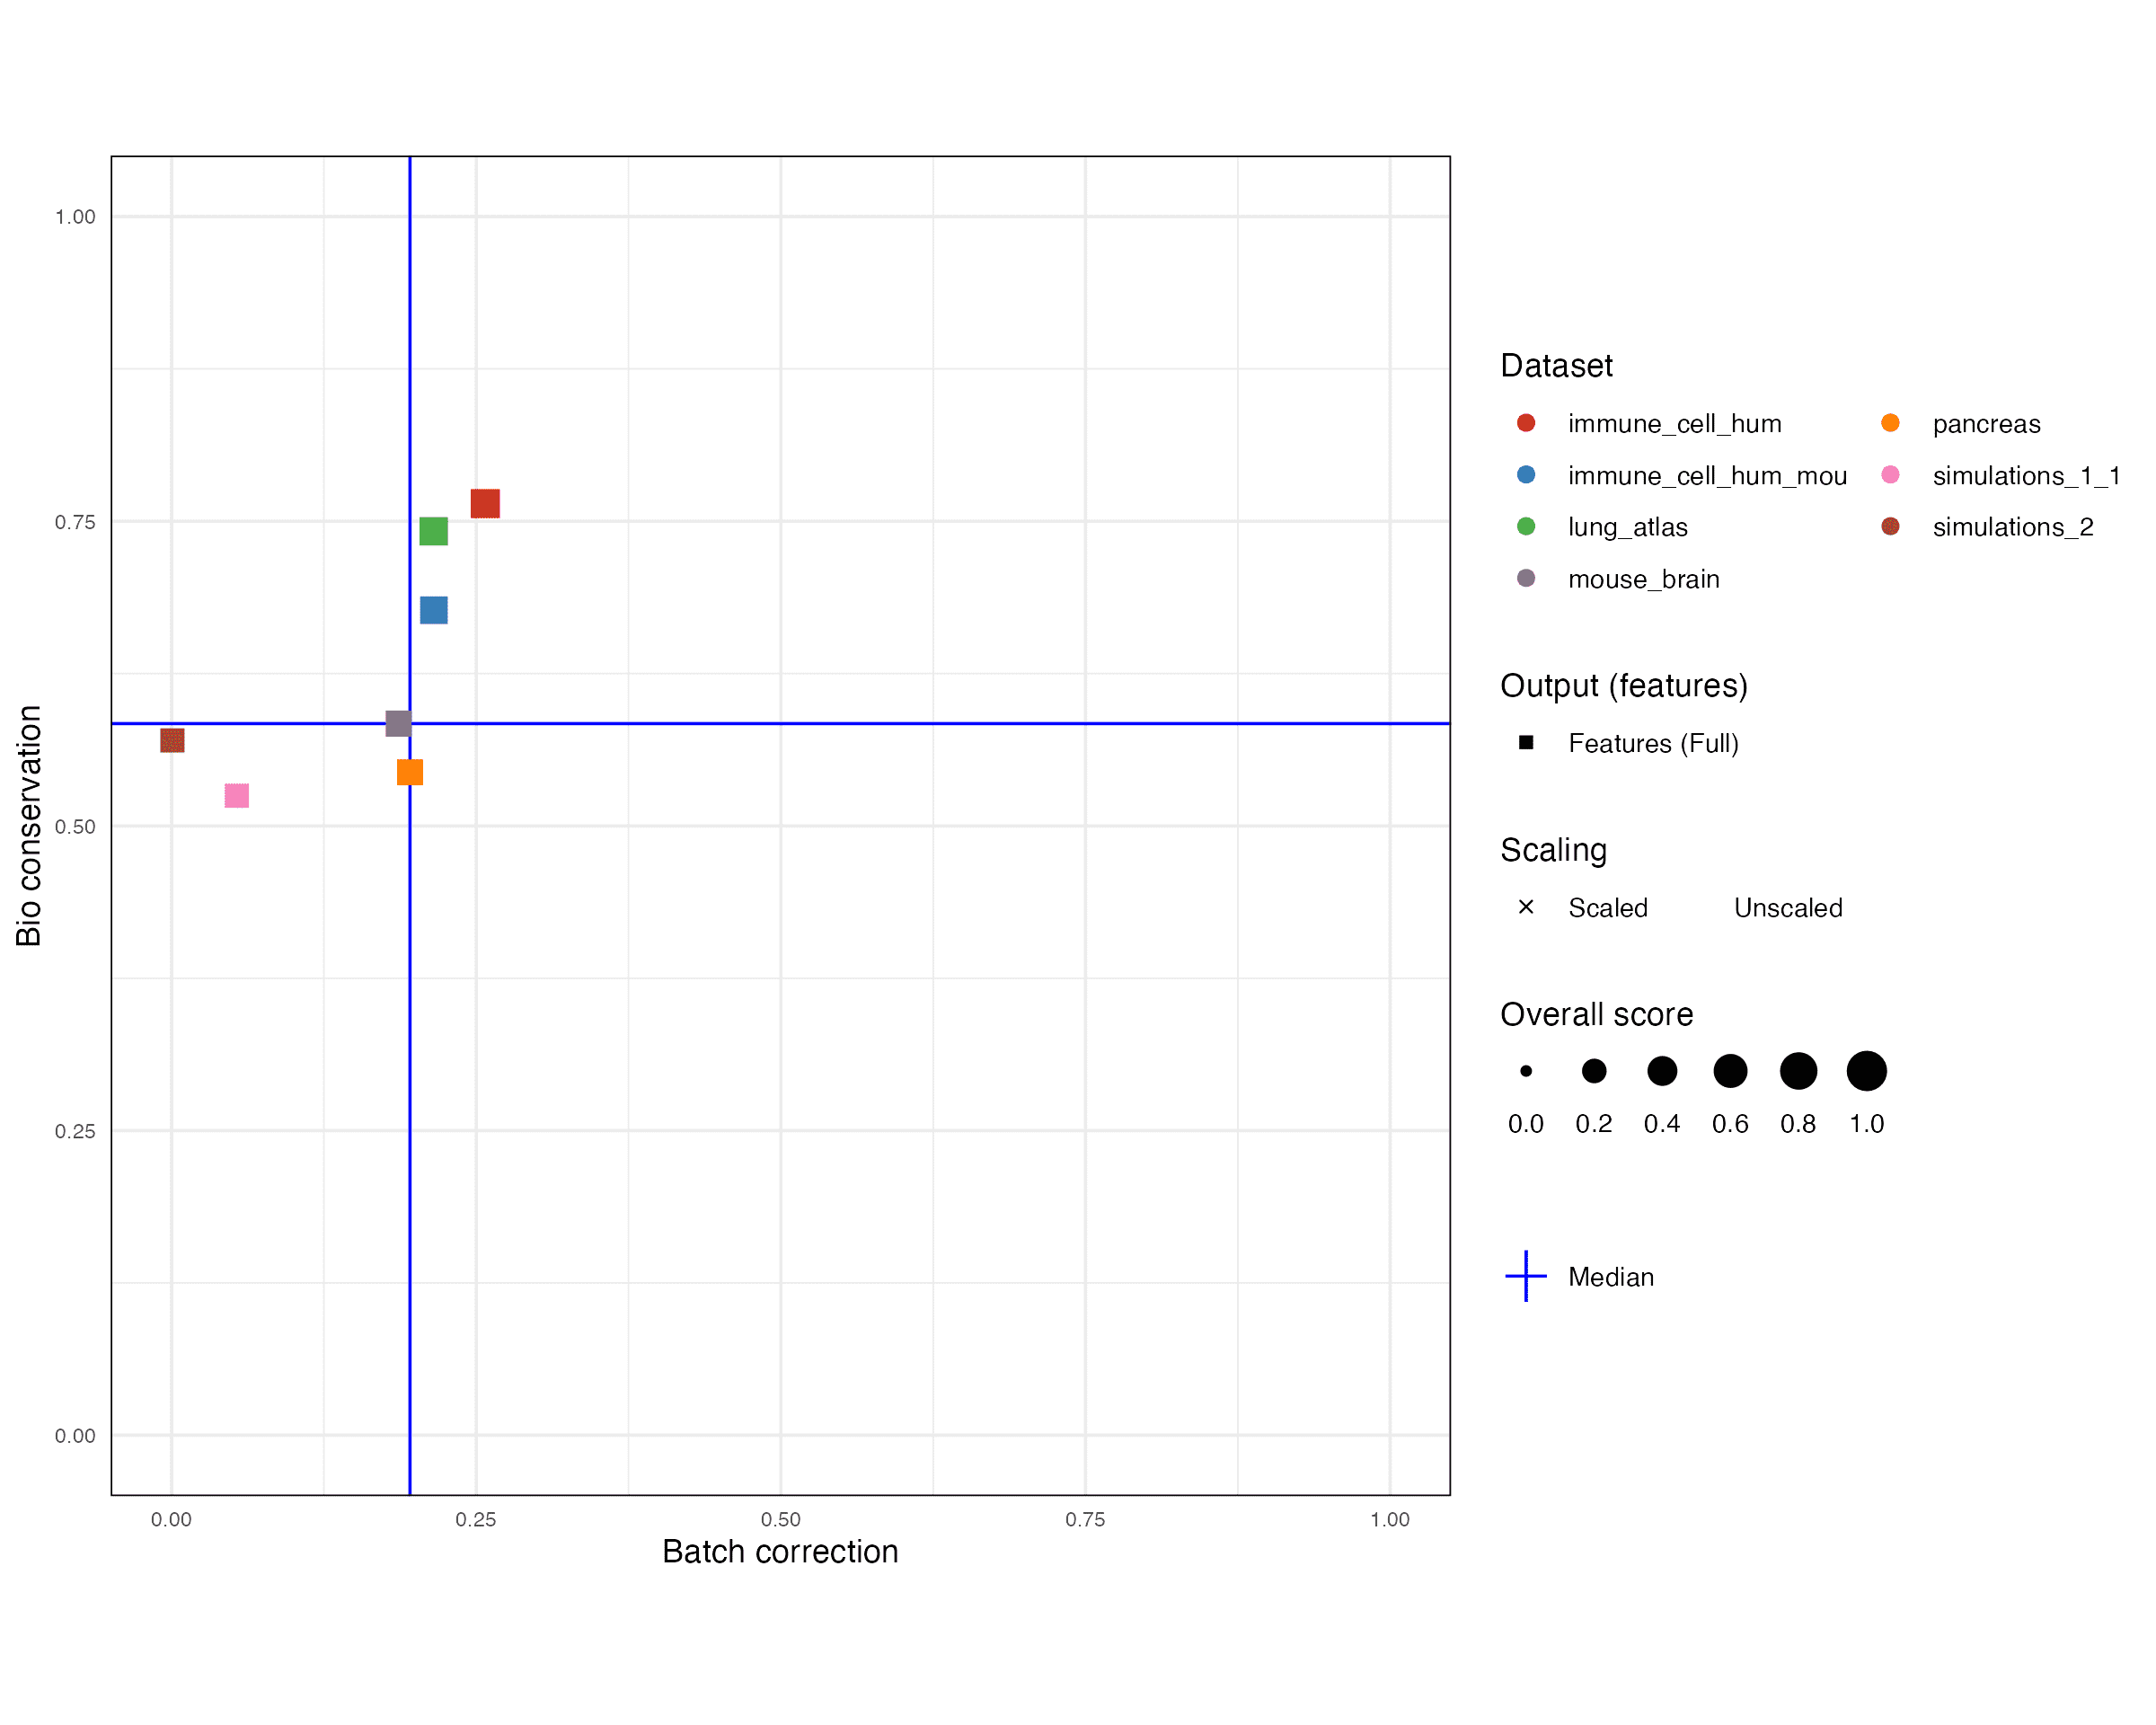 1.00
0.75
0.50
0.25
0.00
Bio conservation
0.00 0.25 0.50 0.75 1.00
Batch correction
Dataset
immune_cell_hum pancreas
immune_cell_hum_mou simulations_1_1
lung_atlas simulations_2
mouse_brain
Output (features)
Features (Full)
Scaling
Scaled Unscaled
Overall score
0.0 0.2 0.4 0.6 0.8 1.0
Median